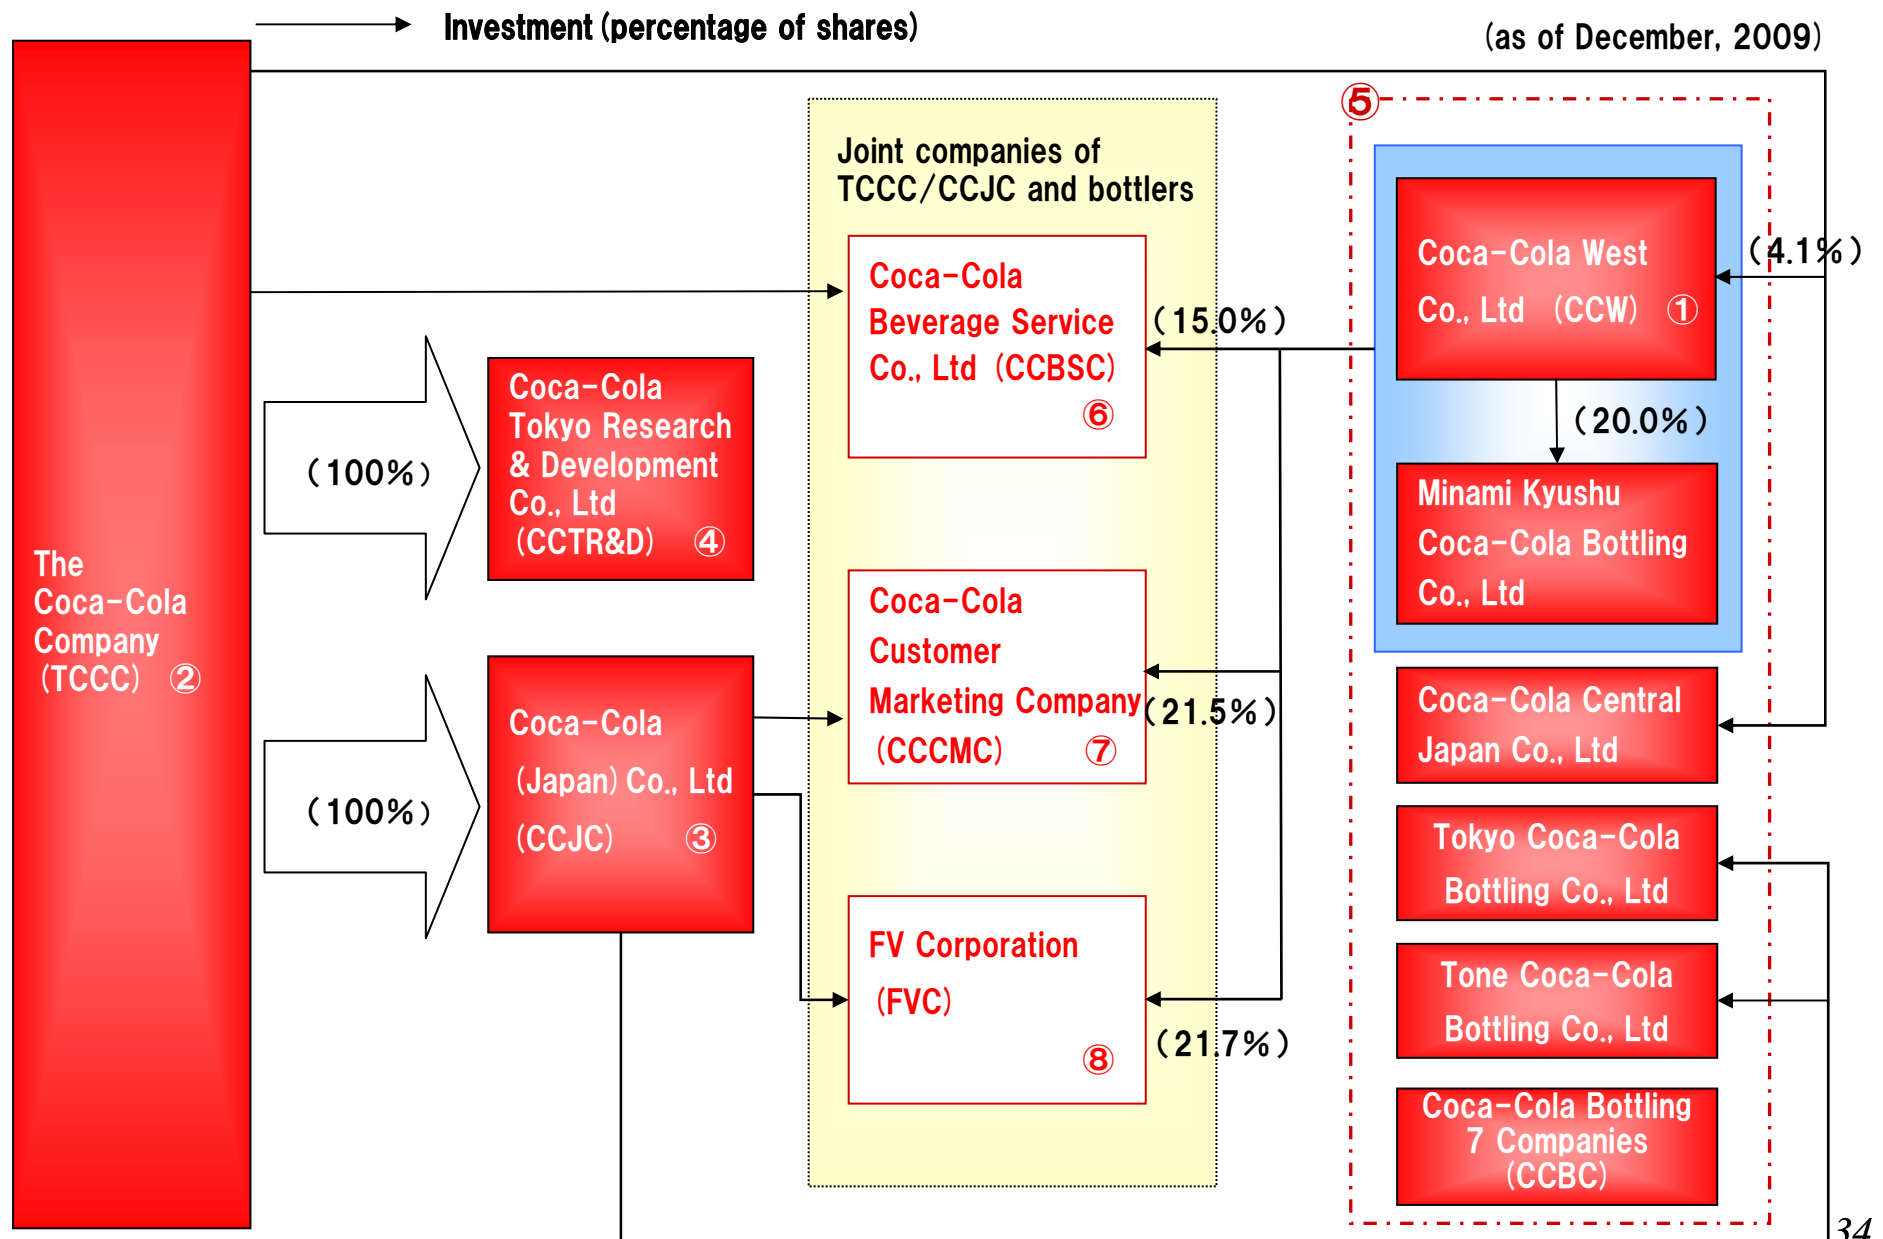 Investment (percentage of shares)
(as of December, 2009)
The
Coca-Cola
Company
(TCCC) ②
(100%)
Coca-Cola
Tokyo Research
& Development
Co., Ltd
(CCTR&D) ④
(100%)
Coca-Cola
(Japan) Co., Ltd
(CCJC) ③
Joint companies of
TCCC/CCJC and bottlers
Coca-Cola
Beverage Service
Co., Ltd (CCBSC)
⑥
(15.0%)
Coca-Cola
Customer
Marketing Company
(CCCMC) ⑦
(21.5%)
FV Corporation
(FVC)
⑧
(21.7%)
⑤
Coca-Cola West
Co., Ltd (CCW) ①
(4.1%)
(20.0%)
Minami Kyushu
Coca-Cola Bottling
Co., Ltd
Coca-Cola Central
Japan Co., Ltd
Tokyo Coca-Cola
Bottling Co., Ltd
Tone Coca-Cola
Bottling Co., Ltd
Coca-Cola Bottling
7 Companies
(CCBC)
34